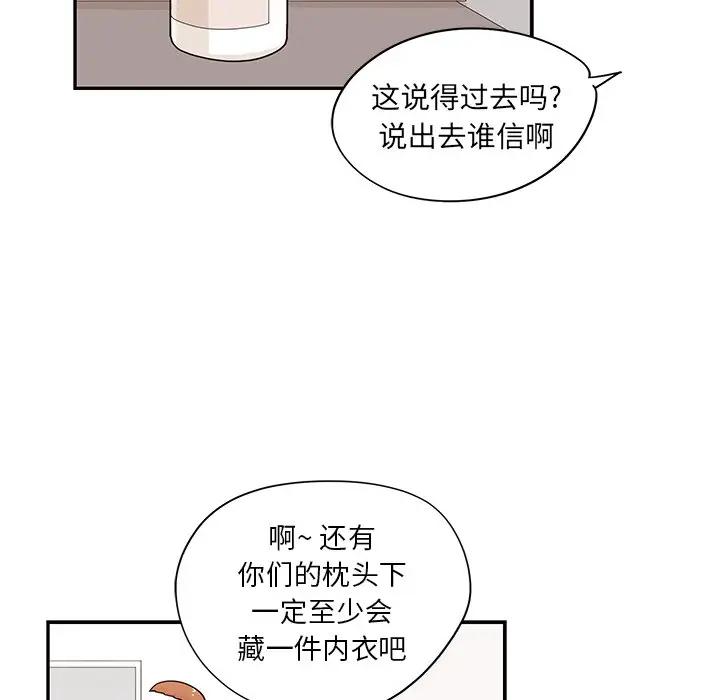 这说得过去吗?
说出去谁信啊
啊~还有
你们的枕头下
一定至少会
藏一件内衣吧